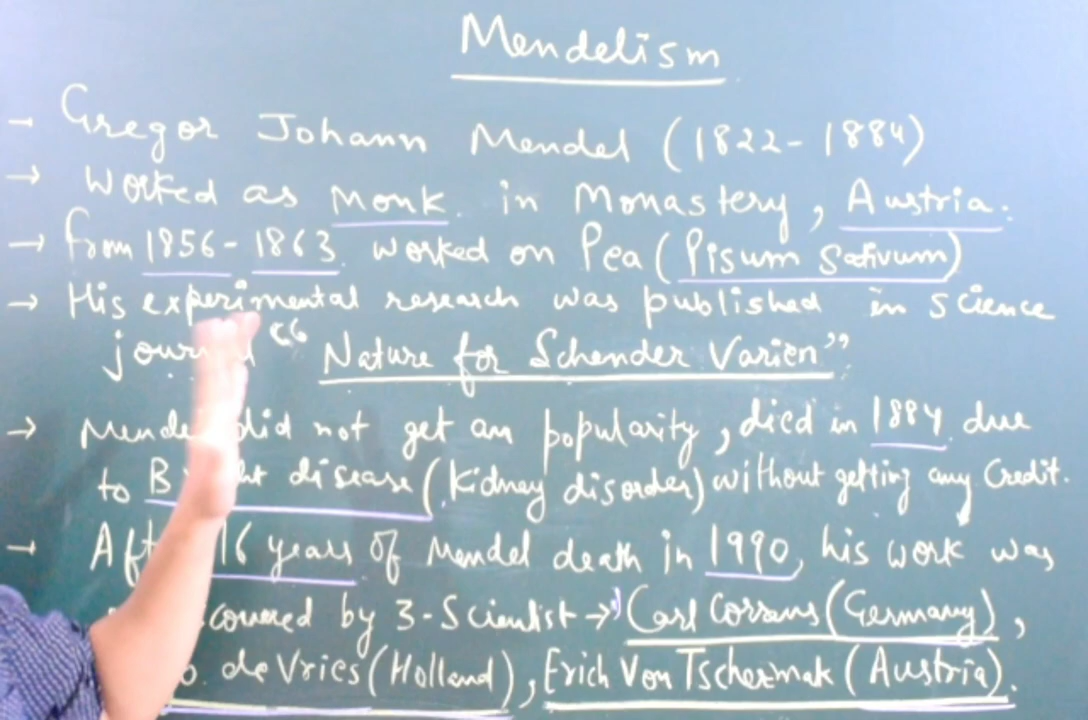 Mendelism
→ Gregor Johann Mendel (1822-1884)
→ Worked as Monk in Monastery, Austria.
→ from 1856-1863 worked on Pea (Pisum Sativum)
→ His experimental research was published in science
“Nature for Schender Varien”
→ did not get an popularity, died in 1884 due
to disease (Kidney disorder) without getting any Credit.
→ 16 years of Mendel death in 1990, his work was
by 3-Scientist → 1) Carl Corrans (Germany),
de Vries (Holland), Erich Von Tschermak (Austria).